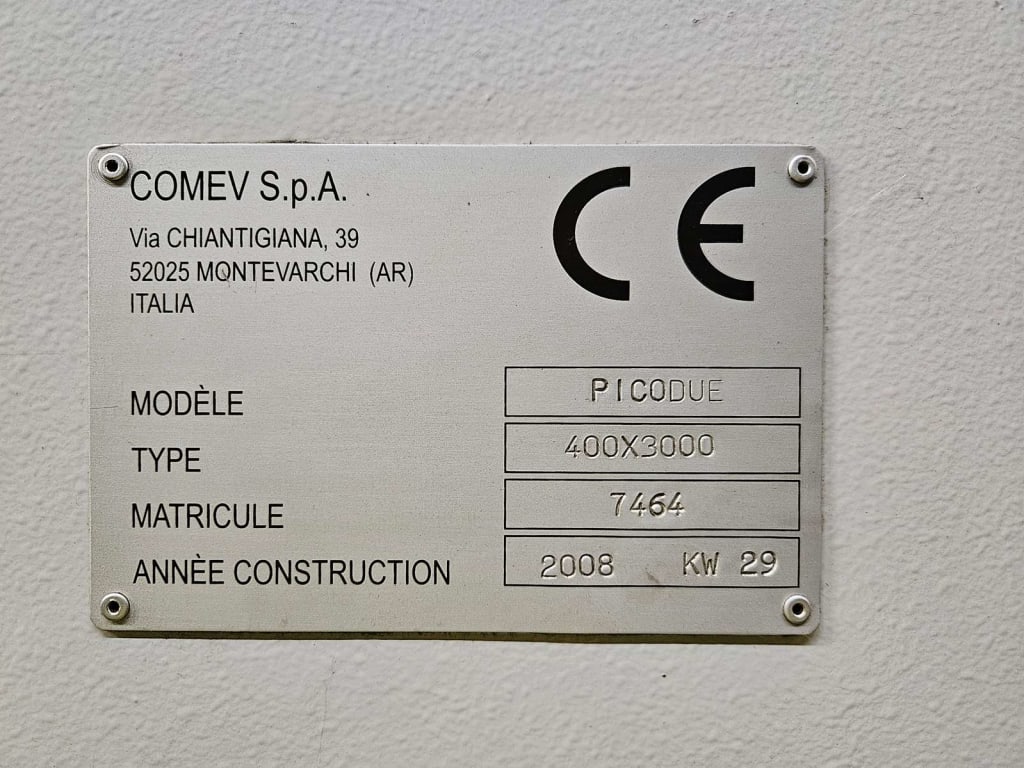 COMEV S.p.A.
CE
Via CHIANTIGIANA, 39
52025 MONTEVARCHI (AR)
ITALIA
MODÈLE PICODUE
TYPE 400X3000
MATRICULE 7464
ANNÈE CONSTRUCTION 2008 KW 29